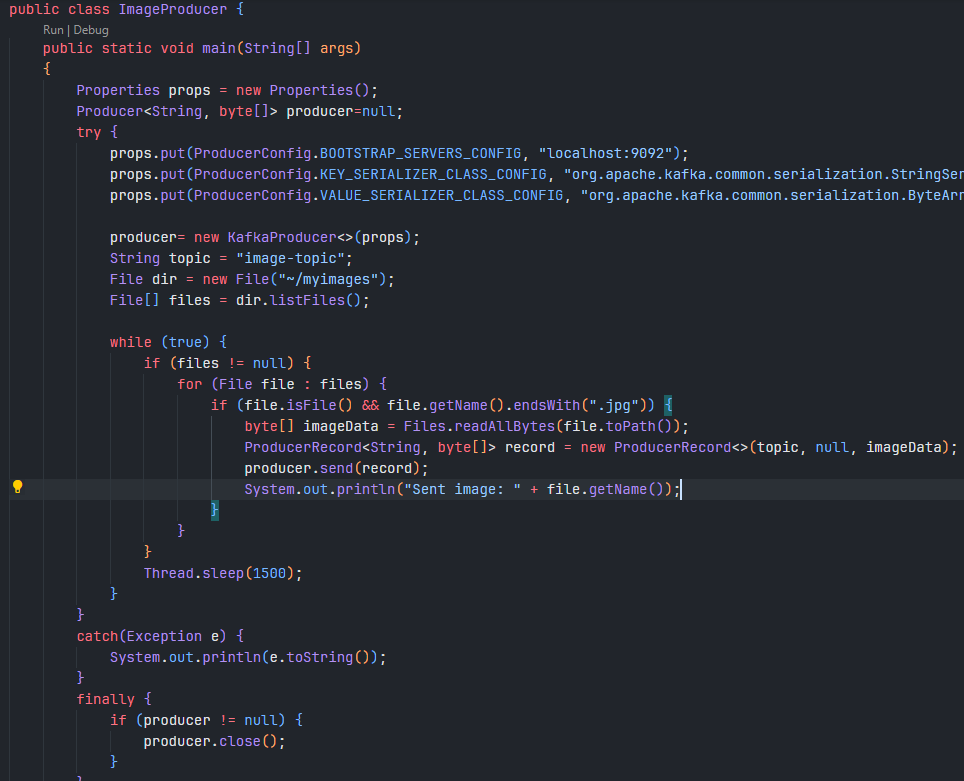 public class ImageProducer {
Run | Debug
public static void main(String[] args)
{
Properties props = new Properties();
Producer<String, byte[]> producer=null;
try {
props.put(ProducerConfig.BOOTSTRAP_SERVERS_CONFIG, "localhost:9092");
props.put(ProducerConfig.KEY_SERIALIZER_CLASS_CONFIG, "org.apache.kafka.common.serialization.StringSer
props.put(ProducerConfig.VALUE_SERIALIZER_CLASS_CONFIG, "org.apache.kafka.common.serialization.ByteArr
producer= new KafkaProducer<>(props);
String topic = "image-topic";
File dir = new File("~/myimages");
File[] files = dir.listFiles();
while (true) {
if (files != null) {
for (File file : files) {
if (file.isFile() && file.getName().endsWith(".jpg")) {
byte[] imageData = Files.readAllBytes(file.toPath());
ProducerRecord<String, byte[]> record = new ProducerRecord<>(topic, null, imageData);
producer.send(record);
System.out.println("Sent image: " + file.getName());
}
}
}
Thread.sleep(1500);
}
}
catch(Exception e) {
System.out.println(e.toString());
}
finally {
if (producer != null) {
producer.close();
}
}